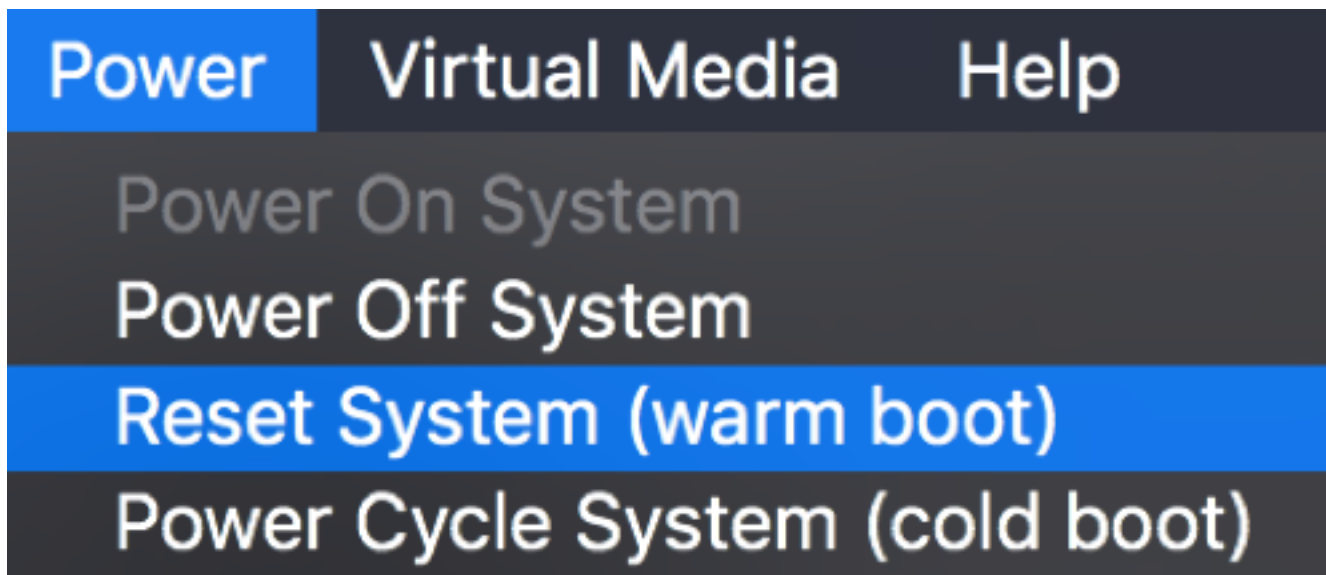 Power Virtual Media Help
Power On System
Power Off System
Reset System (warm boot)
Power Cycle System (cold boot)